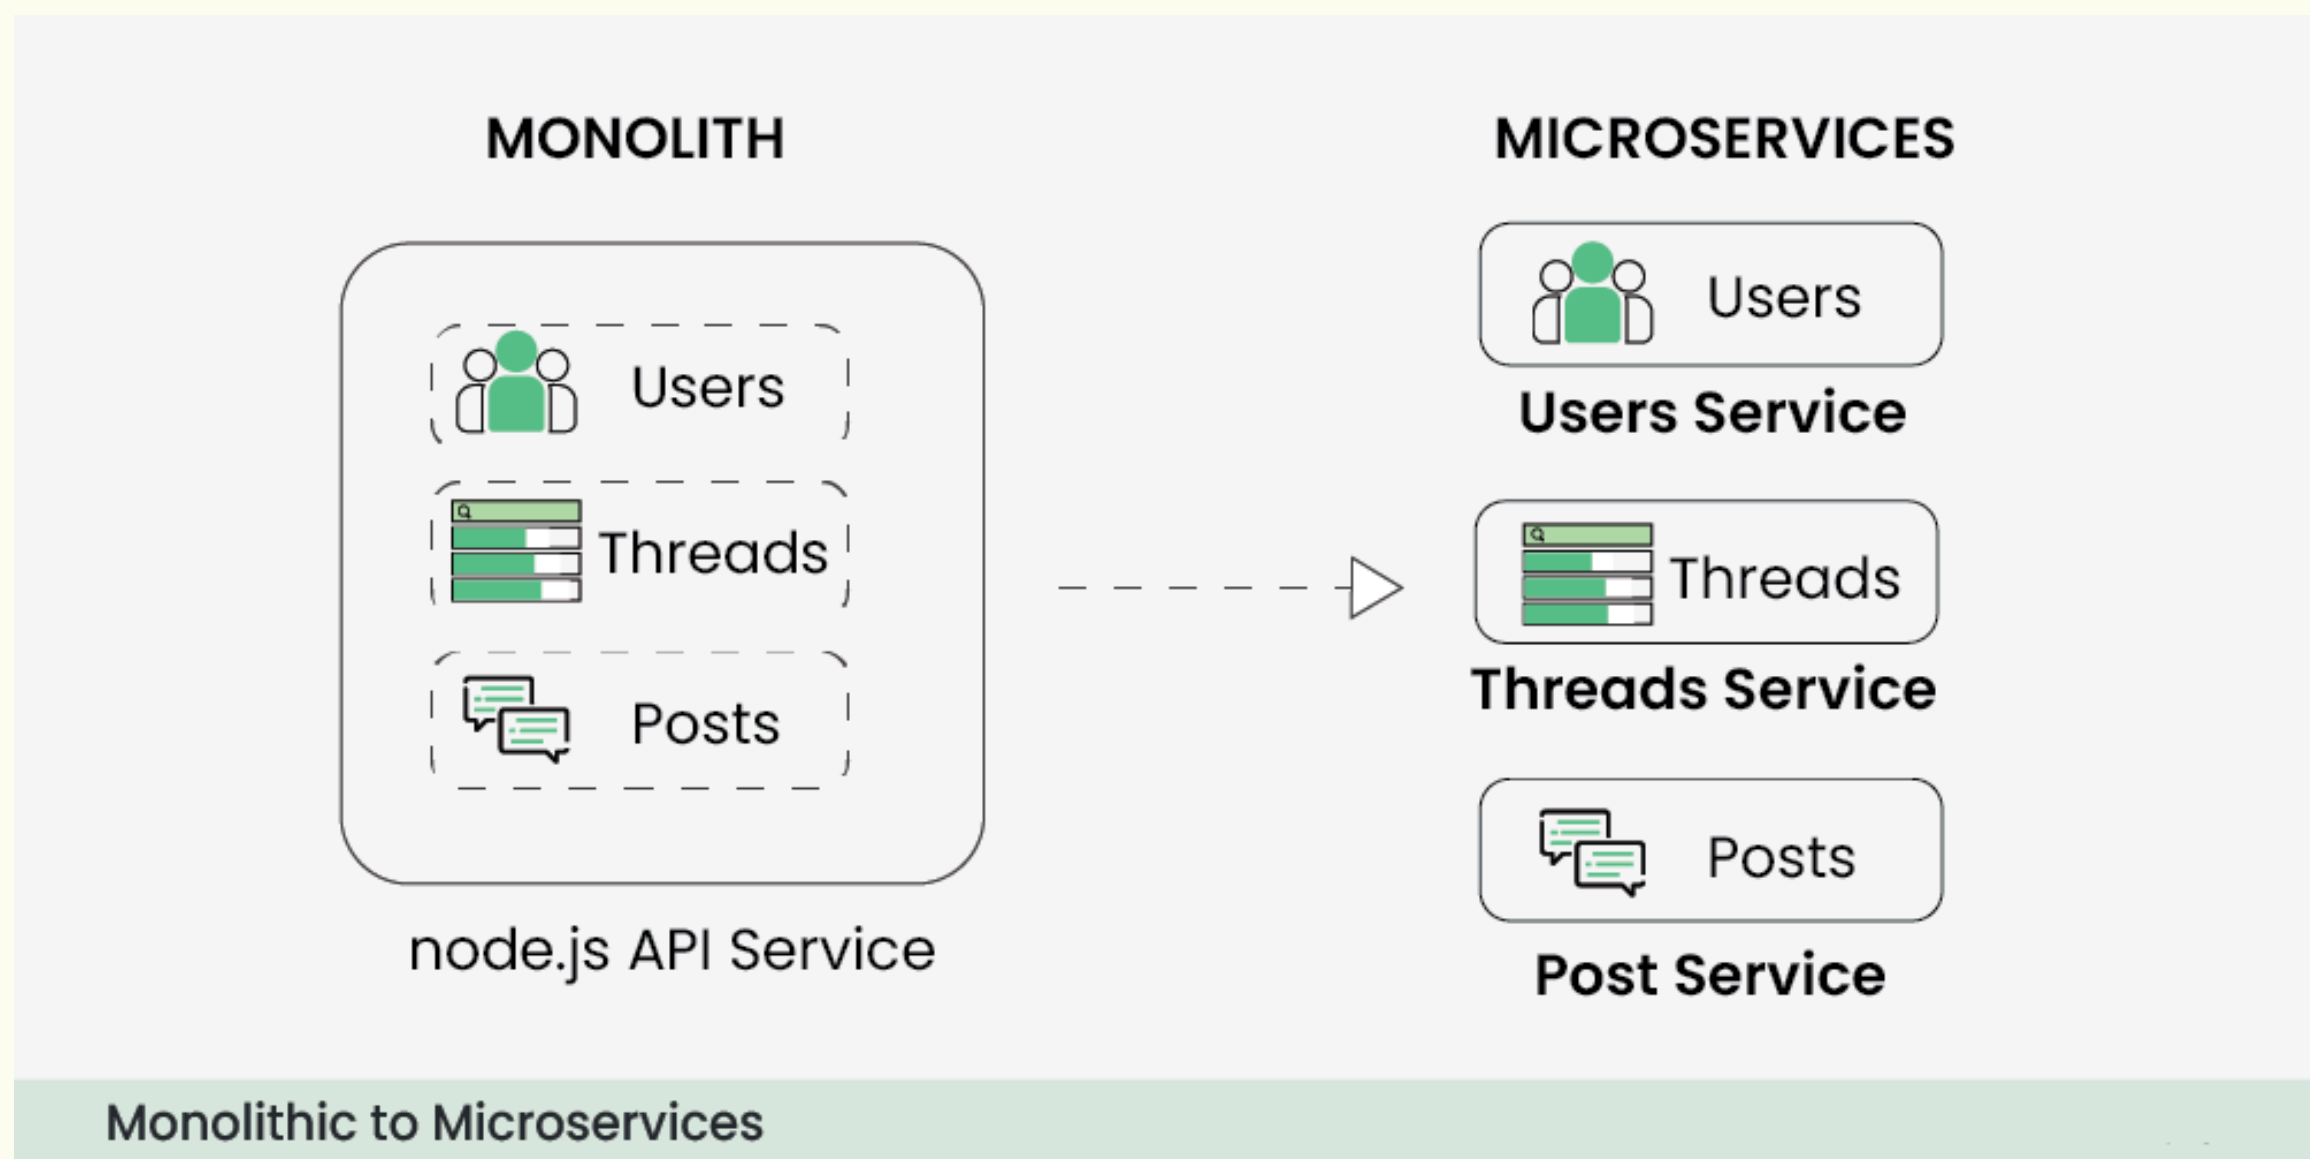 MONOLITH
Users
Threads
Posts
node.js API Service
MICROSERVICES
Users
Users Service
Threads
Threads Service
Posts
Post Service
Monolithic to Microservices